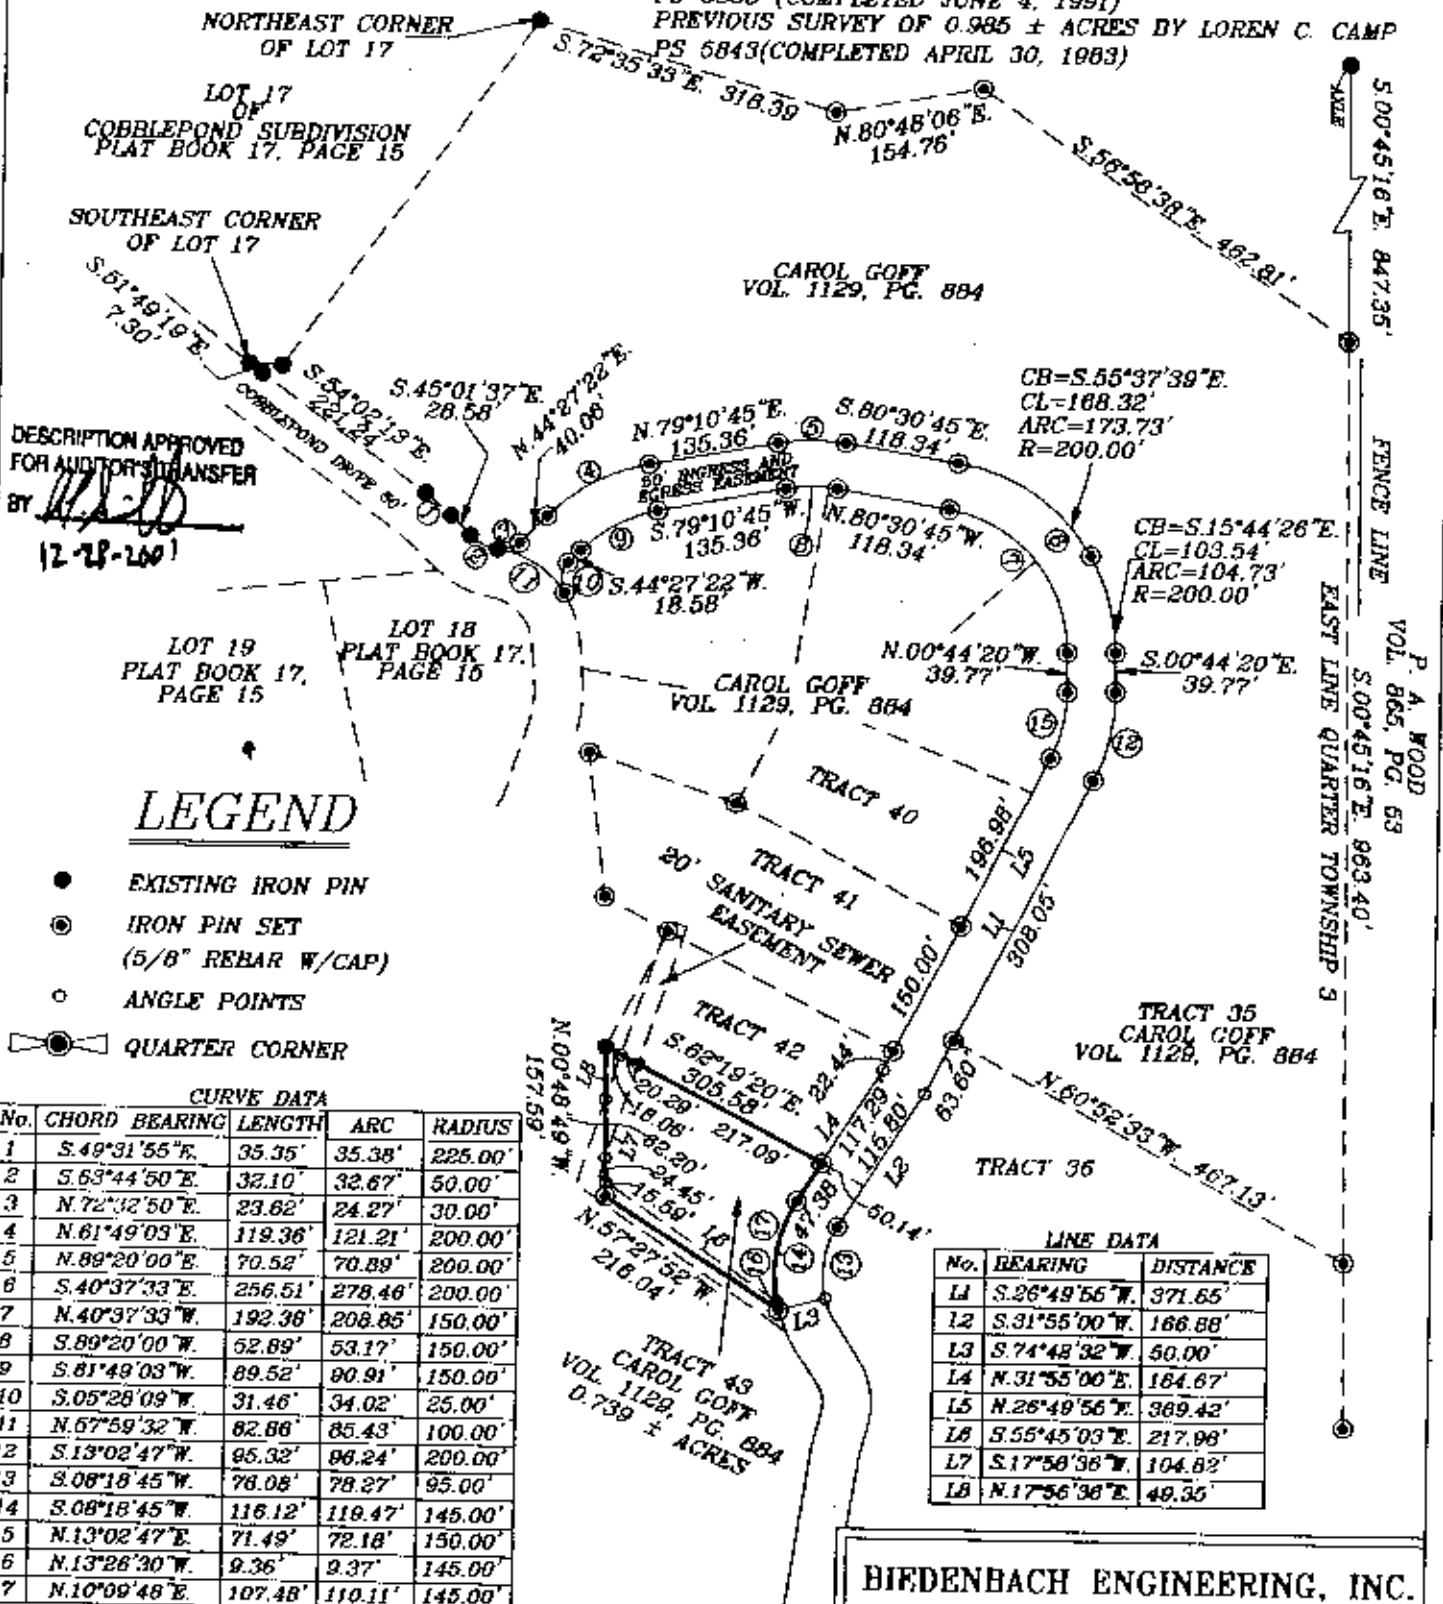 PREVIOUS SURVEY OF 0.985 ± ACRES BY LOREN C. CAMP
PS 5843(COMPLETED APRIL 30, 1983)
NORTHEAST CORNER
OF LOT 17
S.72°35'33"E. 318.39
N.80°48'06"E.
154.76'
S.56°56'38"E. 462.81'
AXLE
S.00°45'16"E. 847.35'
LOT 17
OF
COBBLEPOND SUBDIVISION
PLAT BOOK 17, PAGE 15
SOUTHEAST CORNER
OF LOT 17
S.51°49'19"E.
7.30'
CAROL GOFF
VOL. 1129, PG. 884
COBBLEPOND DRIVE 50'
S.54°02'13"E.
221.24
S.45°01'37"E.
28.58'
N.44°27'22"E.
40.06'
N.79°10'45"E.
135.36'
S.80°30'45"E.
118.34'
CB=S.55°37'39"E.
CL=168.32'
ARC=173.73'
R=200.00'
50 INGRESS AND
EGRESS EASEMENT
S.79°10'45"W.
135.36'
N.80°30'45"W.
118.34'
CB=S.15°44'26"E.
CL=103.54'
ARC=104.73'
R=200.00'
S.44°27'22"W.
18.58'
DESCRIPTION APPROVED
FOR AUDITOR'S TRANSFER
BY
12-28-2001
FENCE LINE
EAST LINE QUARTER TOWNSHIP 3
S.00°45'16"E. 963.40'
P. A. WOOD
VOL. 865, PG. 63
LOT 19
PLAT BOOK 17,
PAGE 15
LOT 18
PLAT BOOK 17,
PAGE 15
CAROL GOFF
VOL. 1129, PG. 884
N.00°44'20"W.
39.77'
S.00°44'20"E.
39.77'
TRACT 40
TRACT 41
20' SANITARY SEWER
EASEMENT
TRACT 42
196.98'
L5
L1
308.05'
150.00'
22.44'
63.60'
LEGEND
EXISTING IRON PIN
IRON PIN SET
(5/8" REBAR W/CAP)
ANGLE POINTS
QUARTER CORNER
TRACT 35
CAROL GOFF
VOL. 1129, PG. 884
N.60°52'33"W. 467.13'
TRACT 36
S.62°19'20"E.
305.58'
N.00°48'49"W.
157.59'
L8
20.29'
16.06'
217.09'
62.20'
L7
24.45'
15.59'
L6
L4
117.29'
116.80'
L2
47.38
50.14'
L3
N.57°27'52"W.
216.04'
TRACT 43
CAROL GOFF
VOL. 1129, PG. 884
0.739 ± ACRES
CURVE DATA
No. CHORD BEARING LENGTH ARC RADIUS
1 S.49°31'55"E. 35.35' 35.38' 225.00'
2 S.63°44'50"E. 32.10' 32.67' 50.00'
3 N.72°32'50"E. 23.62' 24.27' 30.00'
4 N.61°49'03"E. 119.36' 121.21' 200.00'
5 N.89°20'00"E. 70.52' 70.89' 200.00'
6 S.40°37'33"E. 256.51' 278.46' 200.00'
7 N.40°37'33"W. 192.38' 208.85' 150.00'
8 S.89°20'00"W. 52.89' 53.17' 150.00'
9 S.61°49'03"W. 89.52' 90.91' 150.00'
10 S.05°28'09"W. 31.46' 34.02' 25.00'
11 N.67°59'32"W. 82.86' 85.43' 100.00'
2 S.13°02'47"W. 95.32' 96.24' 200.00'
3 S.08°18'45"W. 76.08' 78.27' 95.00'
4 S.08°18'45"W. 116.12' 119.47' 145.00'
5 N.13°02'47"E. 71.49' 72.18' 150.00'
6 N.13°26'30"W. 9.36' 9.37' 145.00'
7 N.10°09'48"E. 107.48' 110.11' 145.00'
LINE DATA
No. BEARING DISTANCE
L1 S.26°49'56"W. 371.65'
L2 S.31°55'00"W. 166.88'
L3 S.74°48'32"W. 50.00'
L4 N.31°55'00"E. 164.67'
L5 N.26°49'56"E. 369.42'
L6 S.55°45'03"E. 217.96'
L7 S.17°56'36"W. 104.82'
L8 N.17°56'36"E. 49.35'
BIEDENBACH ENGINEERING, INC.